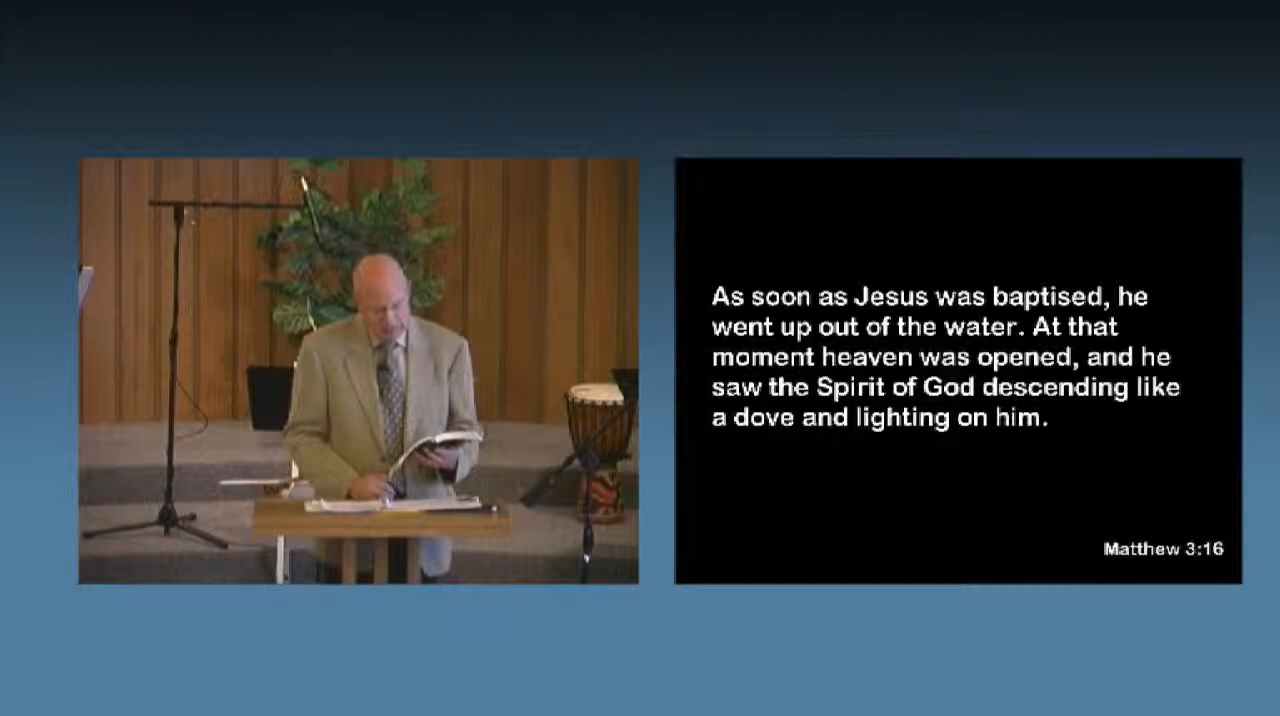 As soon as Jesus was baptised, he
went up out of the water. At that
moment heaven was opened, and he
saw the Spirit of God descending like
a dove and lighting on him.
Matthew 3:16